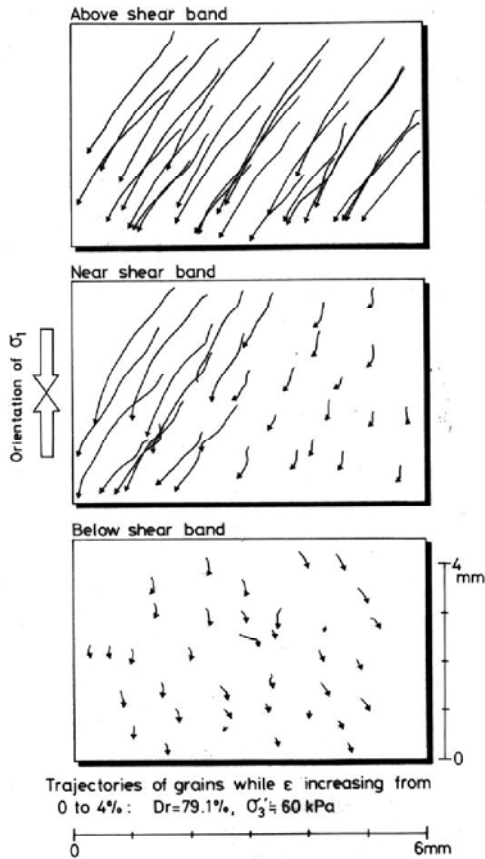 Above shear band
Near shear band
Orientation of σ1
Below shear band
4
mm
0
Trajectories of grains while ε increasing from
0 to 4% : Dr=79.1%, σ3'≒60 kPa
0
6mm